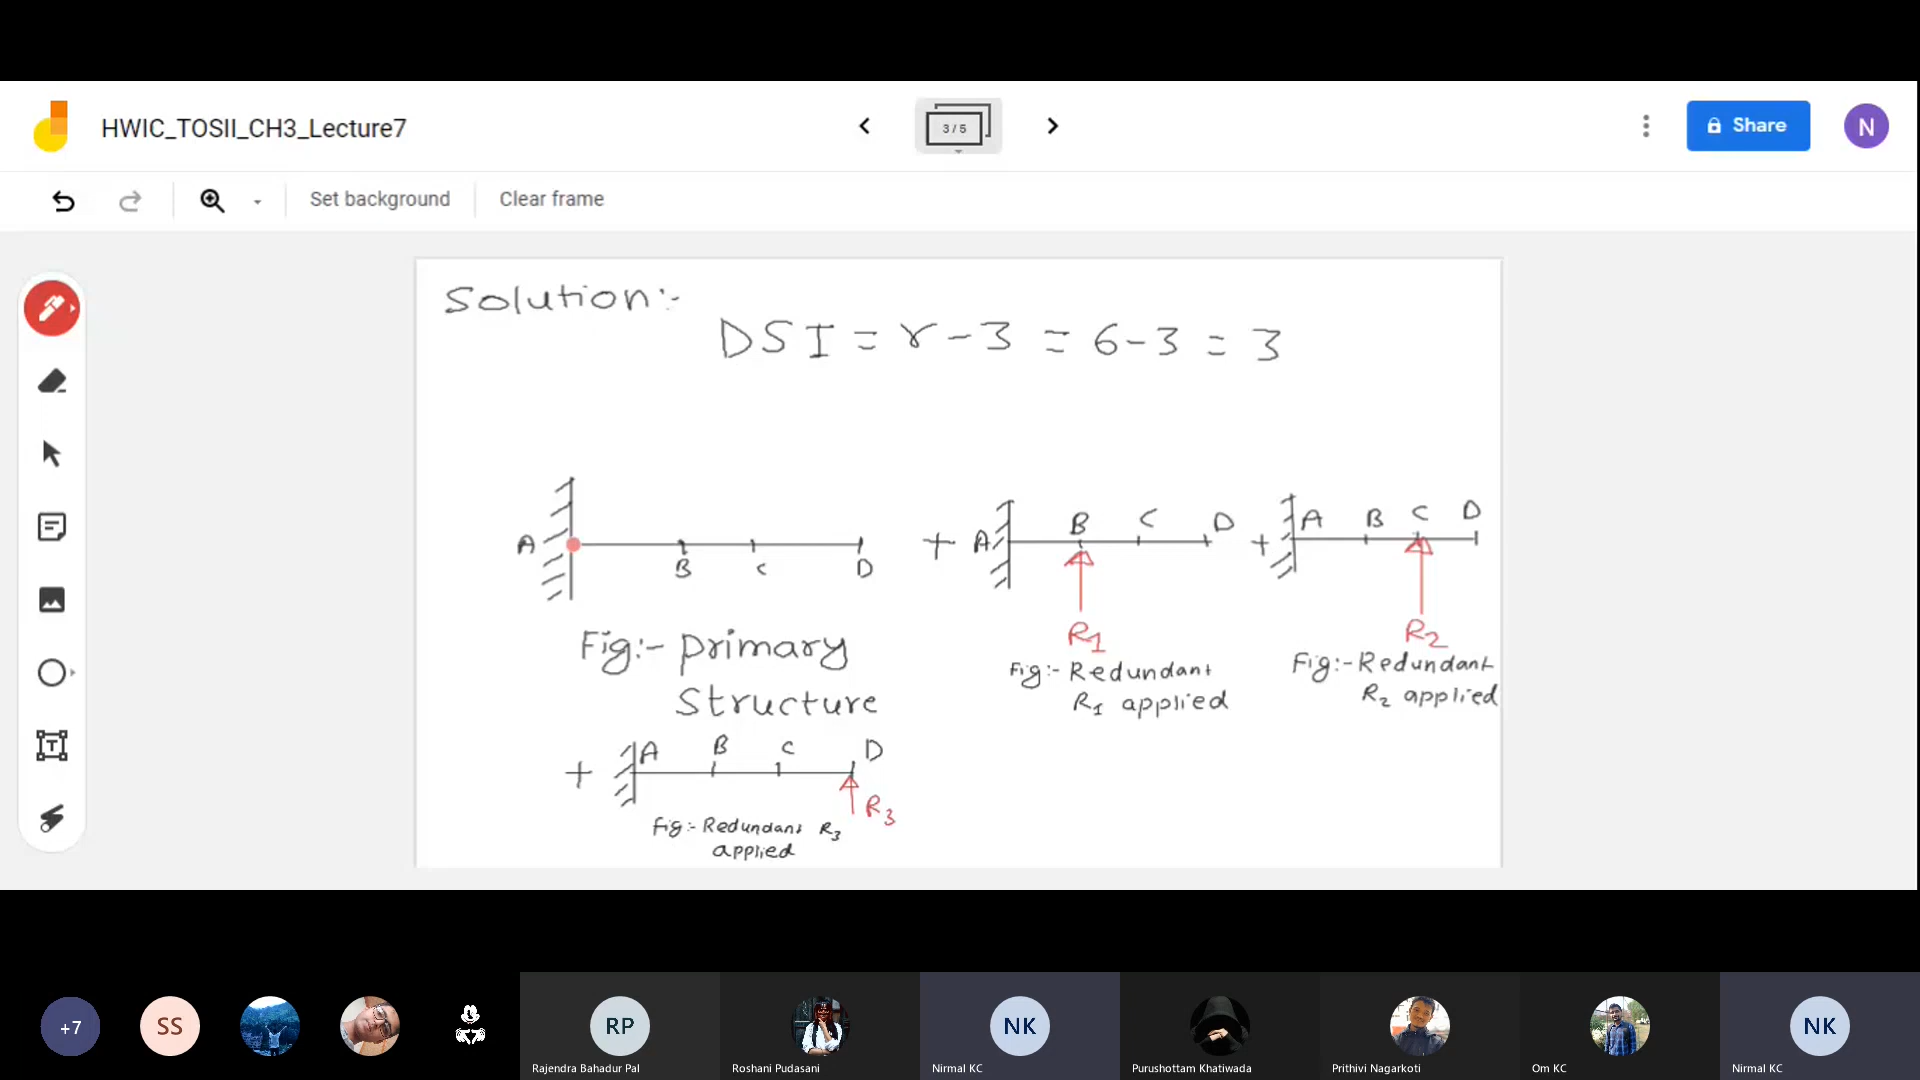 HWIC_TOSII_CH3_Lecture7
3 / 5
Share
N
Set background
Clear frame
Solution:-
DSI = r - 3 = 6 - 3 = 3
A
B
C
D
Fig:- Primary
Structure
+
A
B
C
D
R1
Fig:- Redundant
R1 applied
+
A
B
C
D
R2
Fig:- Redundant
R2 applied
+
A
B
C
D
R3
Fig:- Redundant R3
applied
+7
SS
RP
NK
NK
Rajendra Bahadur Pal
Roshani Pudasani
Nirmal KC
Purushottam Khatiwada
Prithivi Nagarkoti
Om KC
Nirmal KC